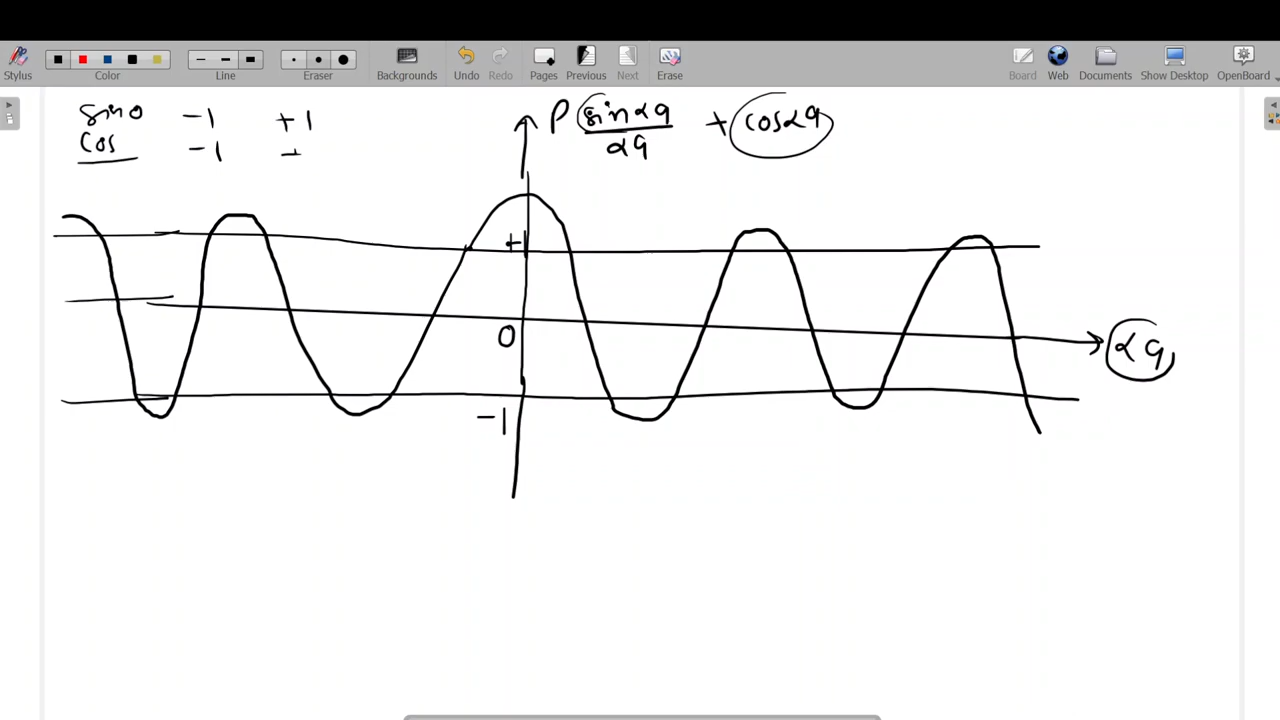 Stylus
Color
Line
Eraser
Backgrounds
Undo
Redo
Pages
Previous
Next
Erase
Board
Web
Documents
Show Desktop
OpenBoard
sinθ -1 +1
cos -1 +
P sinαa/αa + cosαa
+1
0
αa
-1